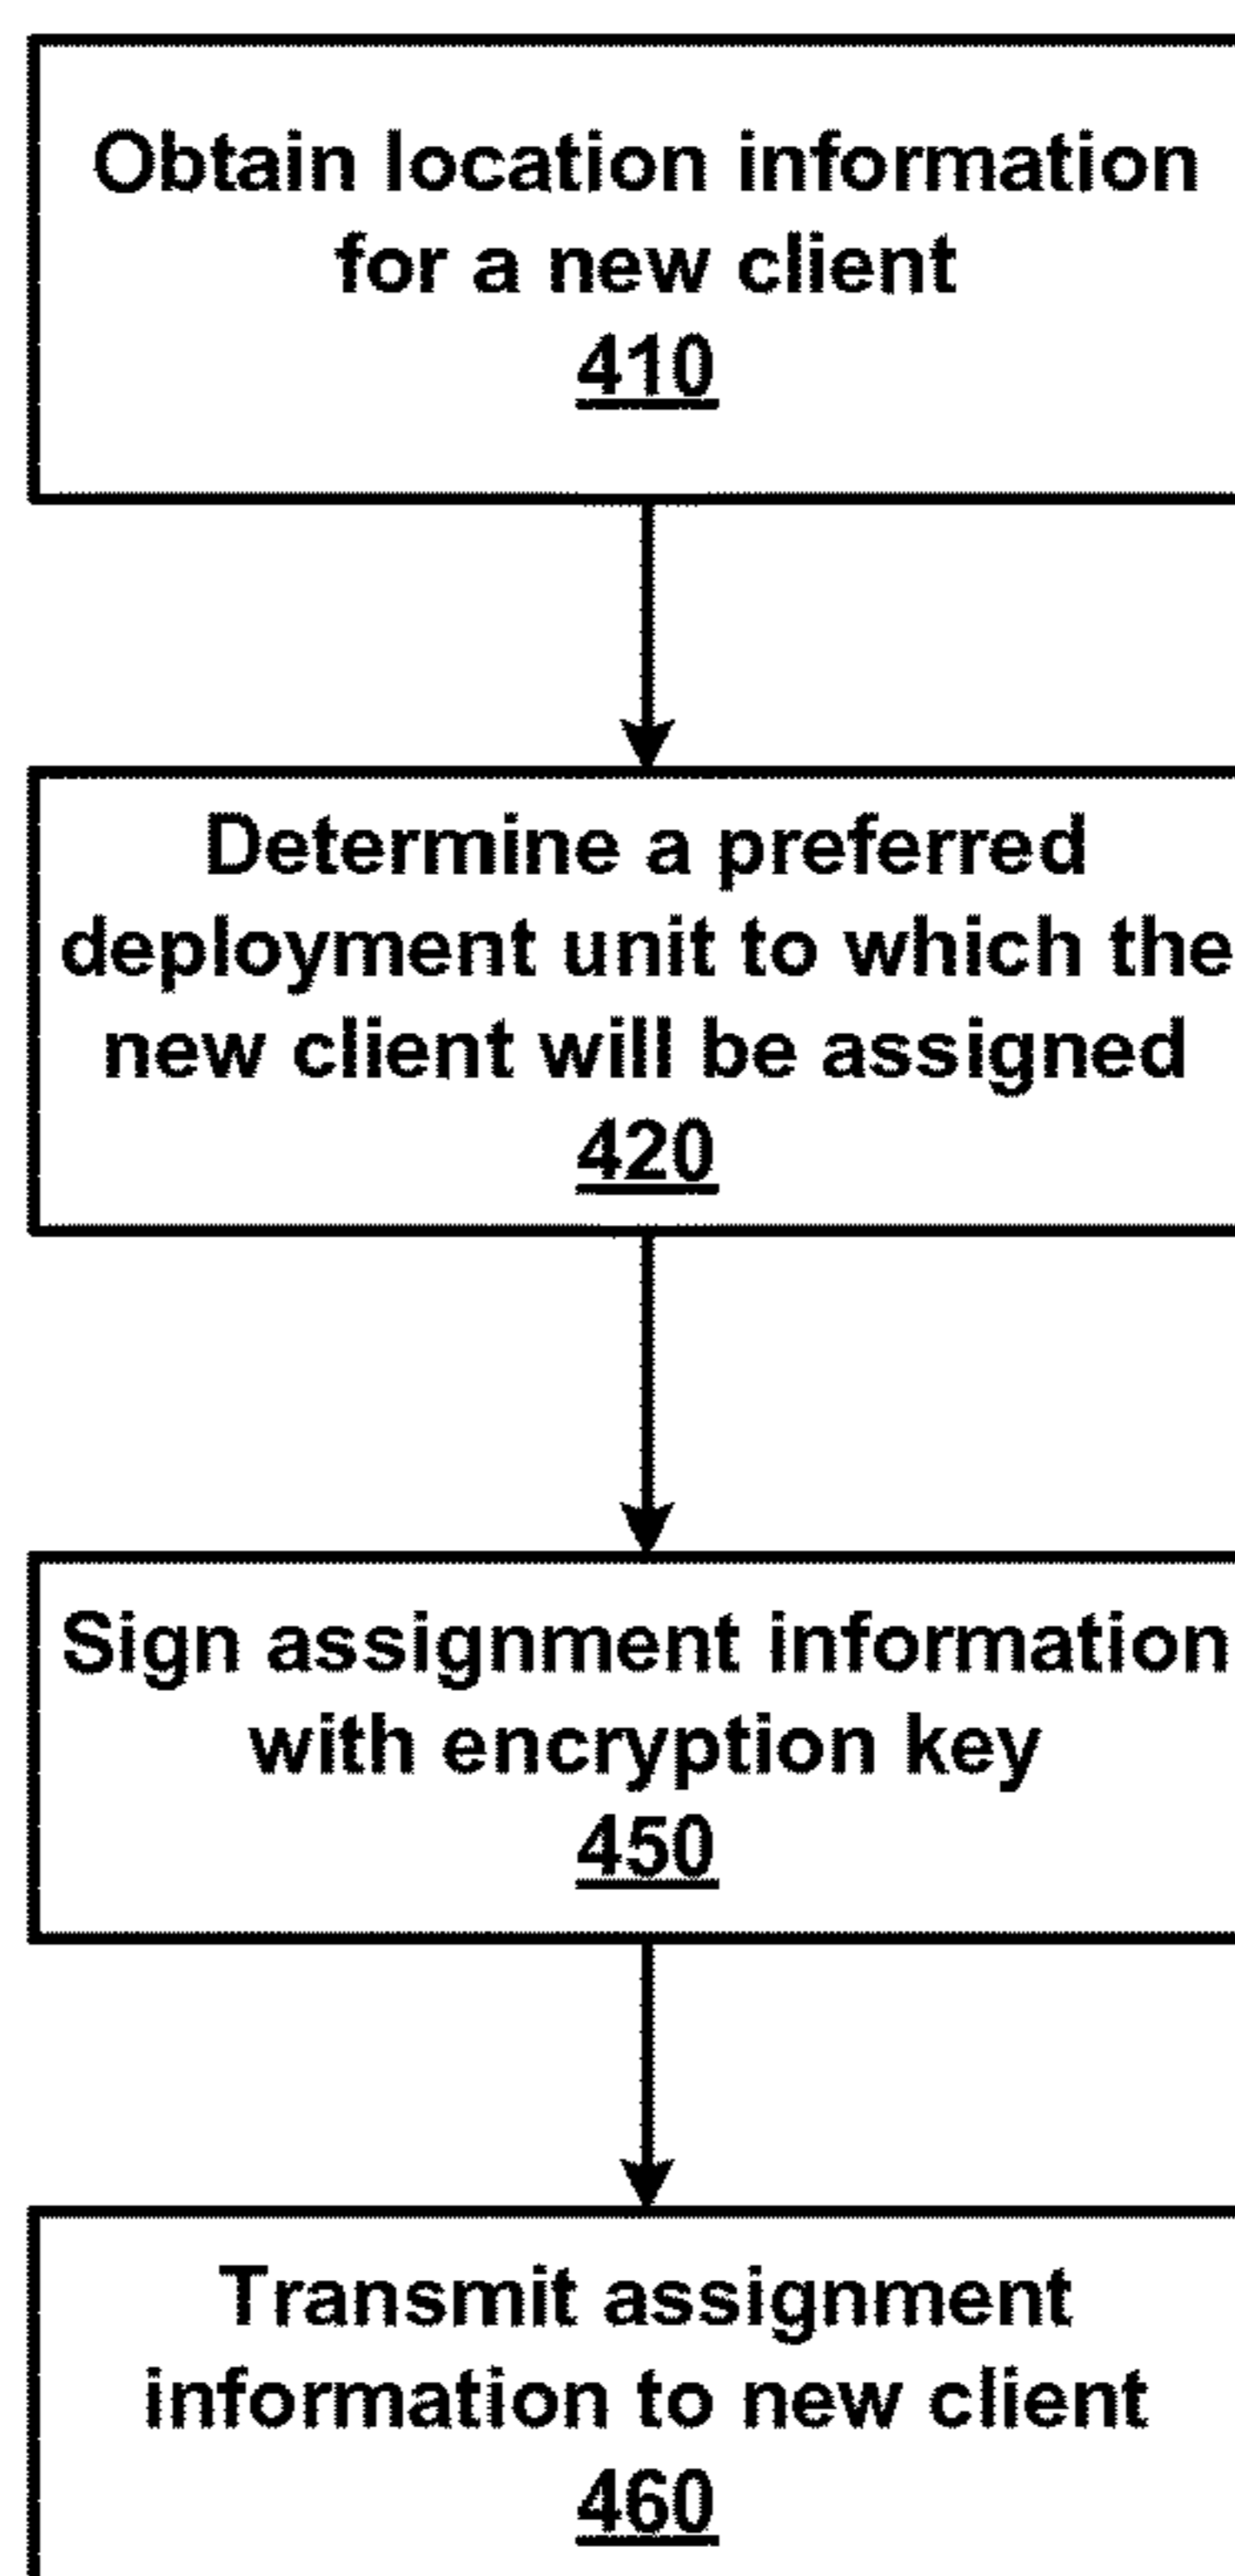 Obtain location information
for a new client
410
Determine a preferred
deployment unit to which the
new client will be assigned
420
Sign assignment information
with encryption key
450
Transmit assignment
information to new client
460